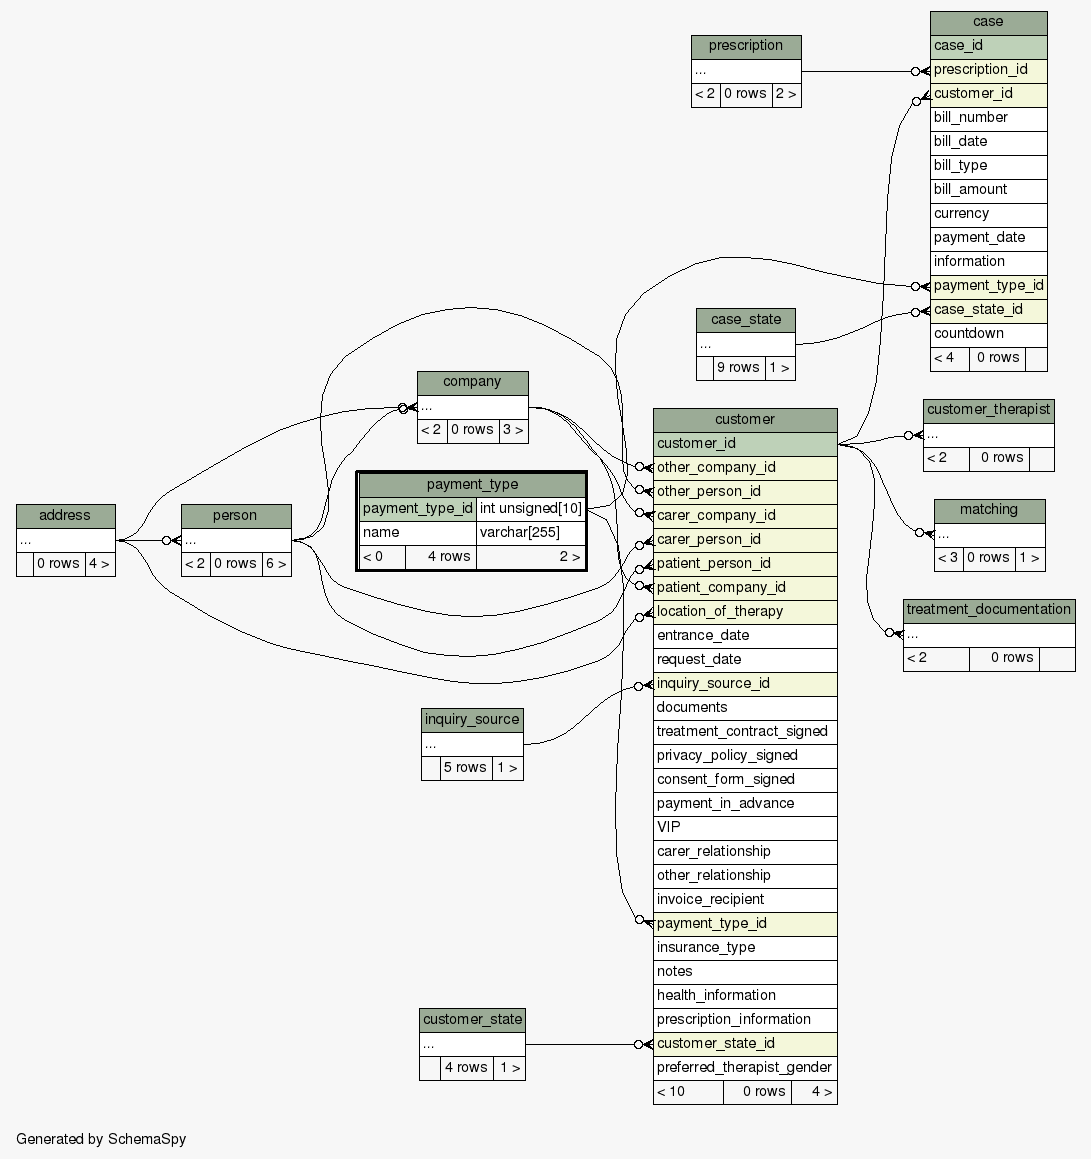 case
case_id
prescription_id
customer_id
bill_number
bill_date
bill_type
bill_amount
currency
payment_date
information
payment_type_id
case_state_id
countdown
< 4 0 rows
prescription
...
< 2 0 rows 2 >
case_state
...
9 rows 1 >
company
...
< 2 0 rows 3 >
payment_type
payment_type_id int unsigned[10]
name varchar[255]
< 0 4 rows 2 >
address
...
0 rows 4 >
person
...
< 2 0 rows 6 >
customer
customer_id
other_company_id
other_person_id
carer_company_id
carer_person_id
patient_person_id
patient_company_id
location_of_therapy
entrance_date
request_date
inquiry_source_id
documents
treatment_contract_signed
privacy_policy_signed
consent_form_signed
payment_in_advance
VIP
carer_relationship
other_relationship
invoice_recipient
payment_type_id
insurance_type
notes
health_information
prescription_information
customer_state_id
preferred_therapist_gender
< 10 0 rows 4 >
customer_therapist
...
< 2 0 rows
matching
...
< 3 0 rows 1 >
treatment_documentation
...
< 2 0 rows
inquiry_source
...
5 rows 1 >
customer_state
...
4 rows 1 >
Generated by SchemaSpy